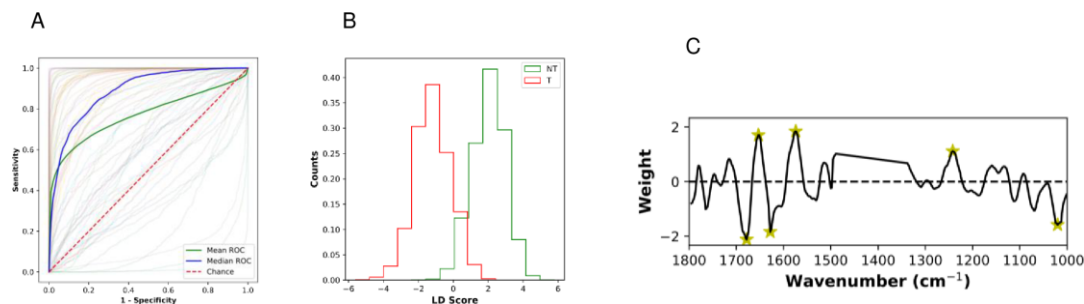 A
B
C
1.0
0.8
0.6
0.4
0.2
0.0
Sensitivity
0.0 0.2 0.4 0.6 0.8 1.0
1 - Specificity
Mean ROC
Median ROC
Chance
0.40
0.35
0.30
0.25
0.20
0.15
0.10
0.05
0.00
Counts
−6 −4 −2 0 2 4 6
LD Score
NT
T
2
0
−2
Weight
1800 1700 1600 1500 1400 1300 1200 1100 1000
Wavenumber (cm⁻¹)